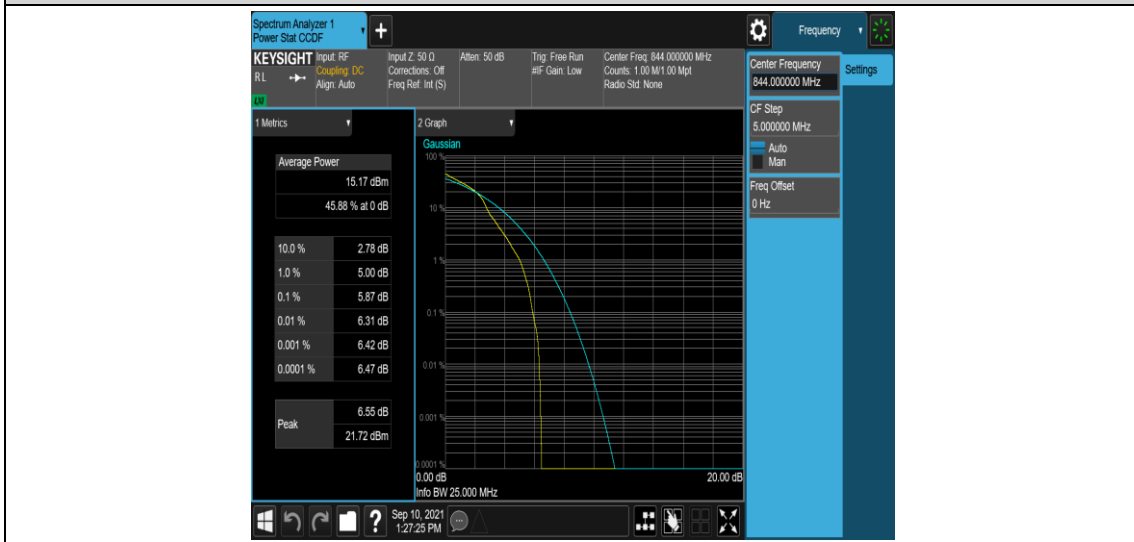 Spectrum Analyzer 1
Power Stat CCDF
+
Frequency
KEYSIGHT
Input: RF
Coupling: DC
Align: Auto
RL
LXI
Input Z: 50 Ω
Corrections: Off
Freq Ref: Int (S)
Atten: 50 dB
Trig: Free Run
#IF Gain: Low
Center Freq: 844.000000 MHz
Counts: 1.00 M/1.00 Mpt
Radio Std: None
Center Frequency
844.000000 MHz
Settings
CF Step
5.000000 MHz
Auto
Man
Freq Offset
0 Hz
1 Metrics
Average Power
15.17 dBm
45.88 % at 0 dB
10.0 % 2.78 dB
1.0 % 5.00 dB
0.1 % 5.87 dB
0.01 % 6.31 dB
0.001 % 6.42 dB
0.0001 % 6.47 dB
Peak
6.55 dB
21.72 dBm
2 Graph
Gaussian
100 %
10 %
1 %
0.1 %
0.01 %
0.001 %
0.0001 %
0.00 dB 20.00 dB
Info BW 25.000 MHz
?
Sep 10, 2021
1:27:25 PM